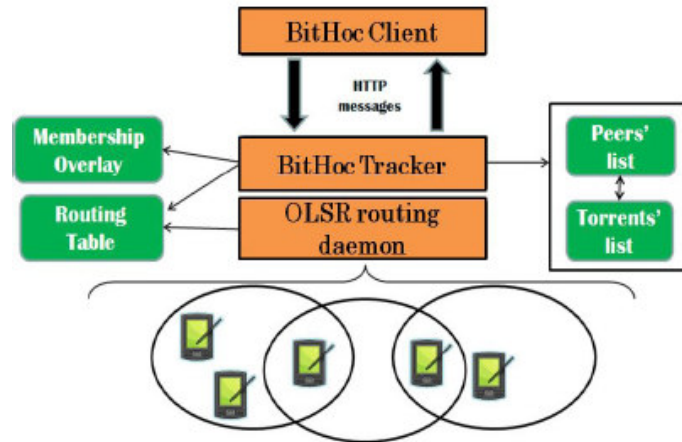 BitHoc Client
HTTP
messages
Membership
Overlay
BitHoc Tracker
Peers'
list
Routing
Table
OLSR routing
daemon
Torrents'
list